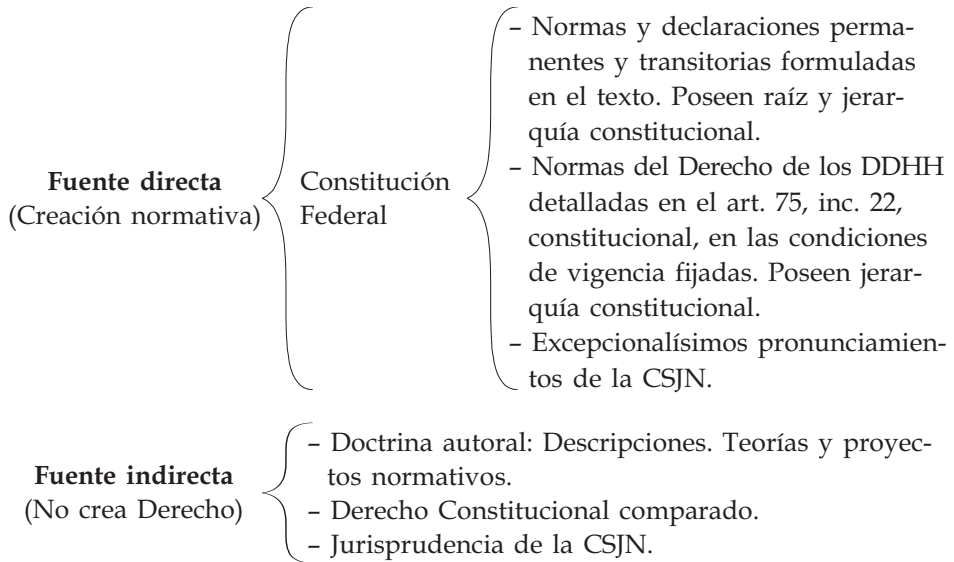 Fuente directa
(Creación normativa)
Constitución
Federal
– Normas y declaraciones perma-
nentes y transitorias formuladas
en el texto. Poseen raíz y jerar-
quía constitucional.
– Normas del Derecho de los DDHH
detalladas en el art. 75, inc. 22,
constitucional, en las condiciones
de vigencia fijadas. Poseen jerar-
quía constitucional.
– Excepcionalísimos pronunciamien-
tos de la CSJN.
Fuente indirecta
(No crea Derecho)
– Doctrina autoral: Descripciones. Teorías y proyec-
tos normativos.
– Derecho Constitucional comparado.
– Jurisprudencia de la CSJN.